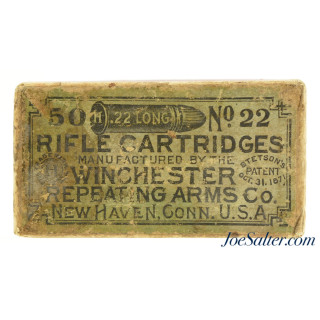 50 H .22 LONG No 22
RIFLE CARTRIDGES
MANUFACTURED BY THE
WINCHESTER
REPEATING ARMS CO.
NEW HAVEN, CONN. U.S.A.
STETSON'S
PATENT
OCT. 31, 187
JoeSalter.com